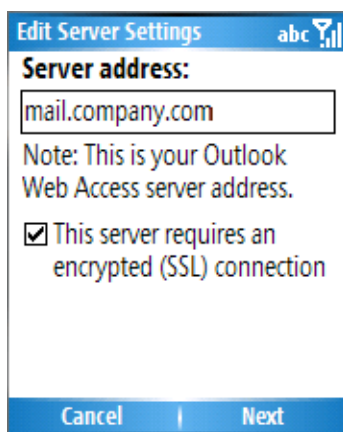 Edit Server Settings abc
Server address:
mail.company.com
Note: This is your Outlook
Web Access server address.
This server requires an
encrypted (SSL) connection
Cancel Next